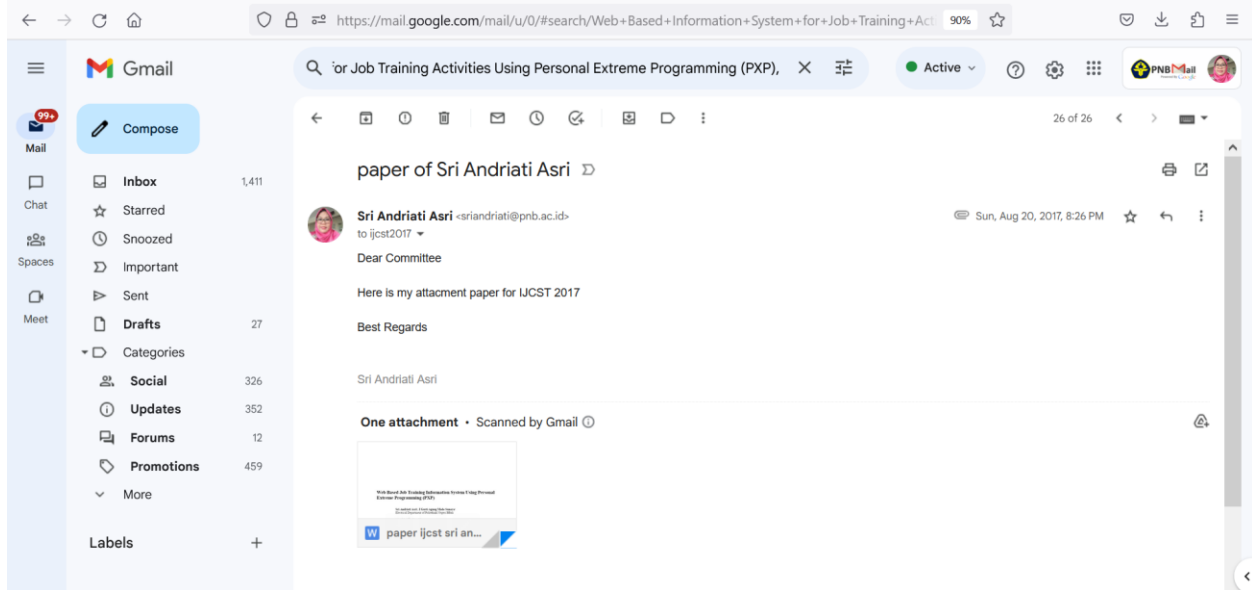 https://mail.google.com/mail/u/0/#search/Web+Based+Information+System+for+Job+Training+Act
90%
Gmail
for Job Training Activities Using Personal Extreme Programming (PXP),
Active
PNBMail
99+
Mail
Compose
26 of 26
Chat
Spaces
Meet
Inbox 1,411
Starred
Snoozed
Important
Sent
Drafts 27
Categories
Social 326
Updates 352
Forums 12
Promotions 459
More
Labels
paper of Sri Andriati Asri
Sri Andriati Asri <sriandriati@pnb.ac.id>
Sun, Aug 20, 2017, 8:26 PM
to ijcst2017
Dear Committee
Here is my attacment paper for IJCST 2017
Best Regards
Sri Andriati Asri
One attachment • Scanned by Gmail
Web Based Job Training Information System Using Personal
Extreme Programming (PXP)
W paper ijcst sri an...